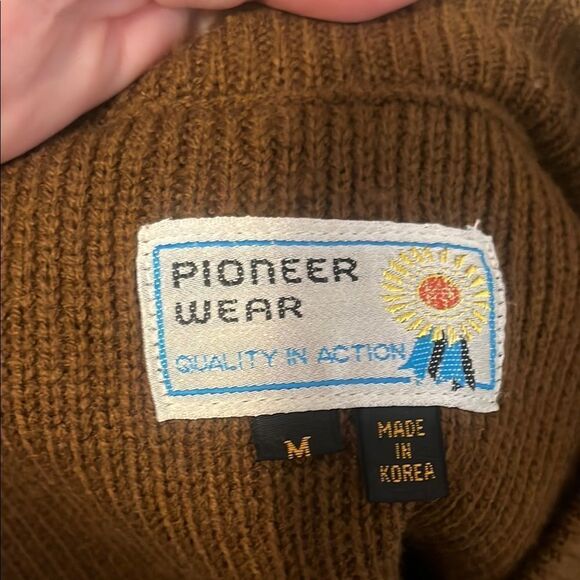 PIONEER
WEAR
QUALITY IN ACTION
M
MADE
IN
KOREA